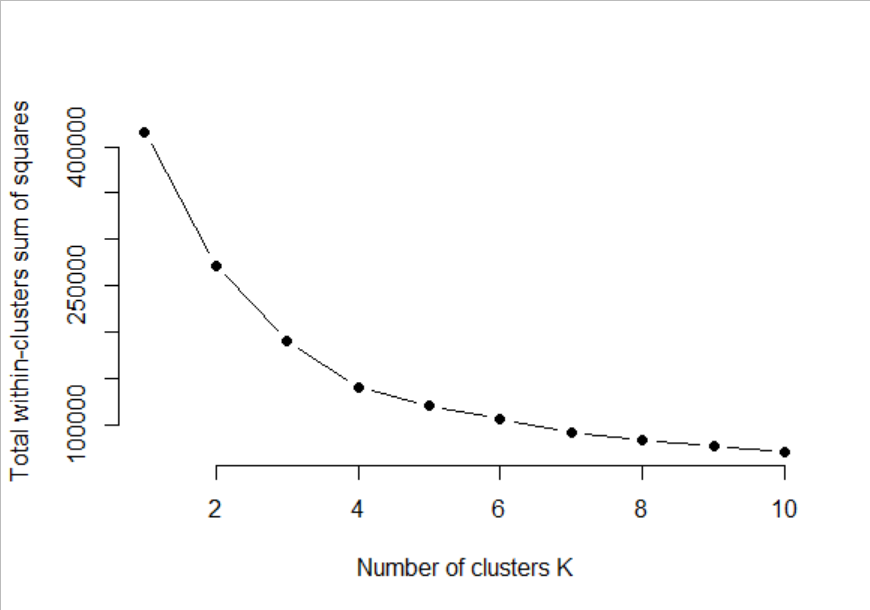 Total within-clusters sum of squares
400000
250000
100000
2 4 6 8 10
Number of clusters K